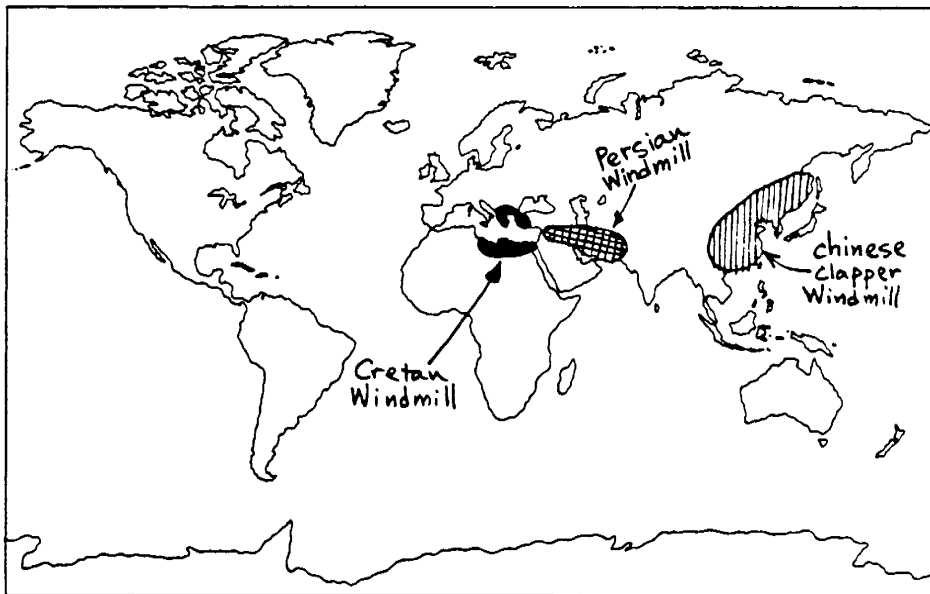 Persian
Windmill
chinese
clapper
Windmill
Cretan
Windmill